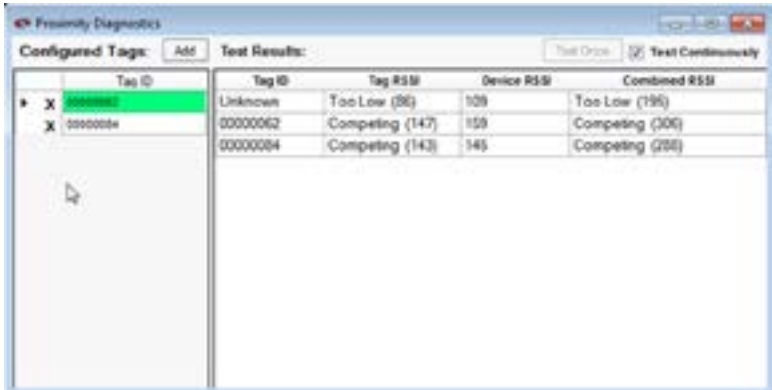 Proximity Diagnostics
Configured Tags: Add Test Results: Test Once Test Continuously
Tag ID
X 00000062
X 00000084
Tag ID Tag RSSI Device RSSI Combined RSSI
Unknown Too Low (86) 109 Too Low (195)
00000062 Competing (147) 159 Competing (306)
00000084 Competing (143) 145 Competing (288)